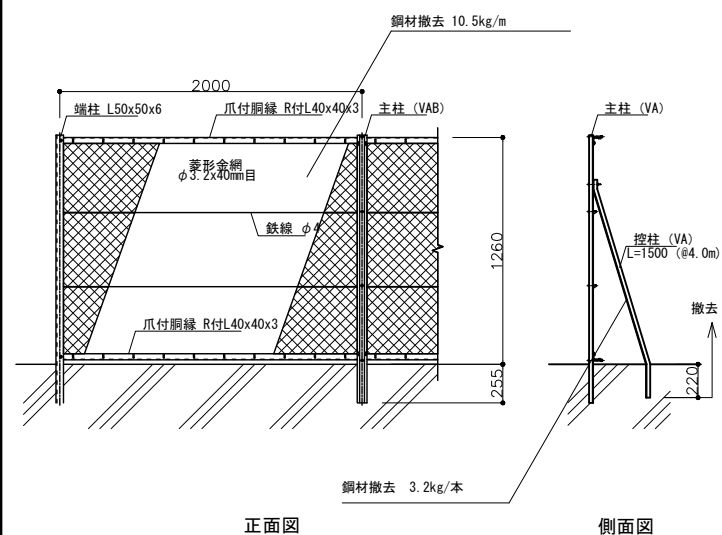 鋼材撤去 10.5kg/m
2000
端柱 L50x50x6
爪付胴縁 R付L40x40x3
主柱 (VAB)
主柱 (VA)
菱形金網
φ3.2x40mm目
鉄線 φ4
1260
控柱 (VA)
L=1500 (@4.0m)
撤去
爪付胴縁 R付L40x40x3
255
220
鋼材撤去 3.2kg/本
正面図
側面図